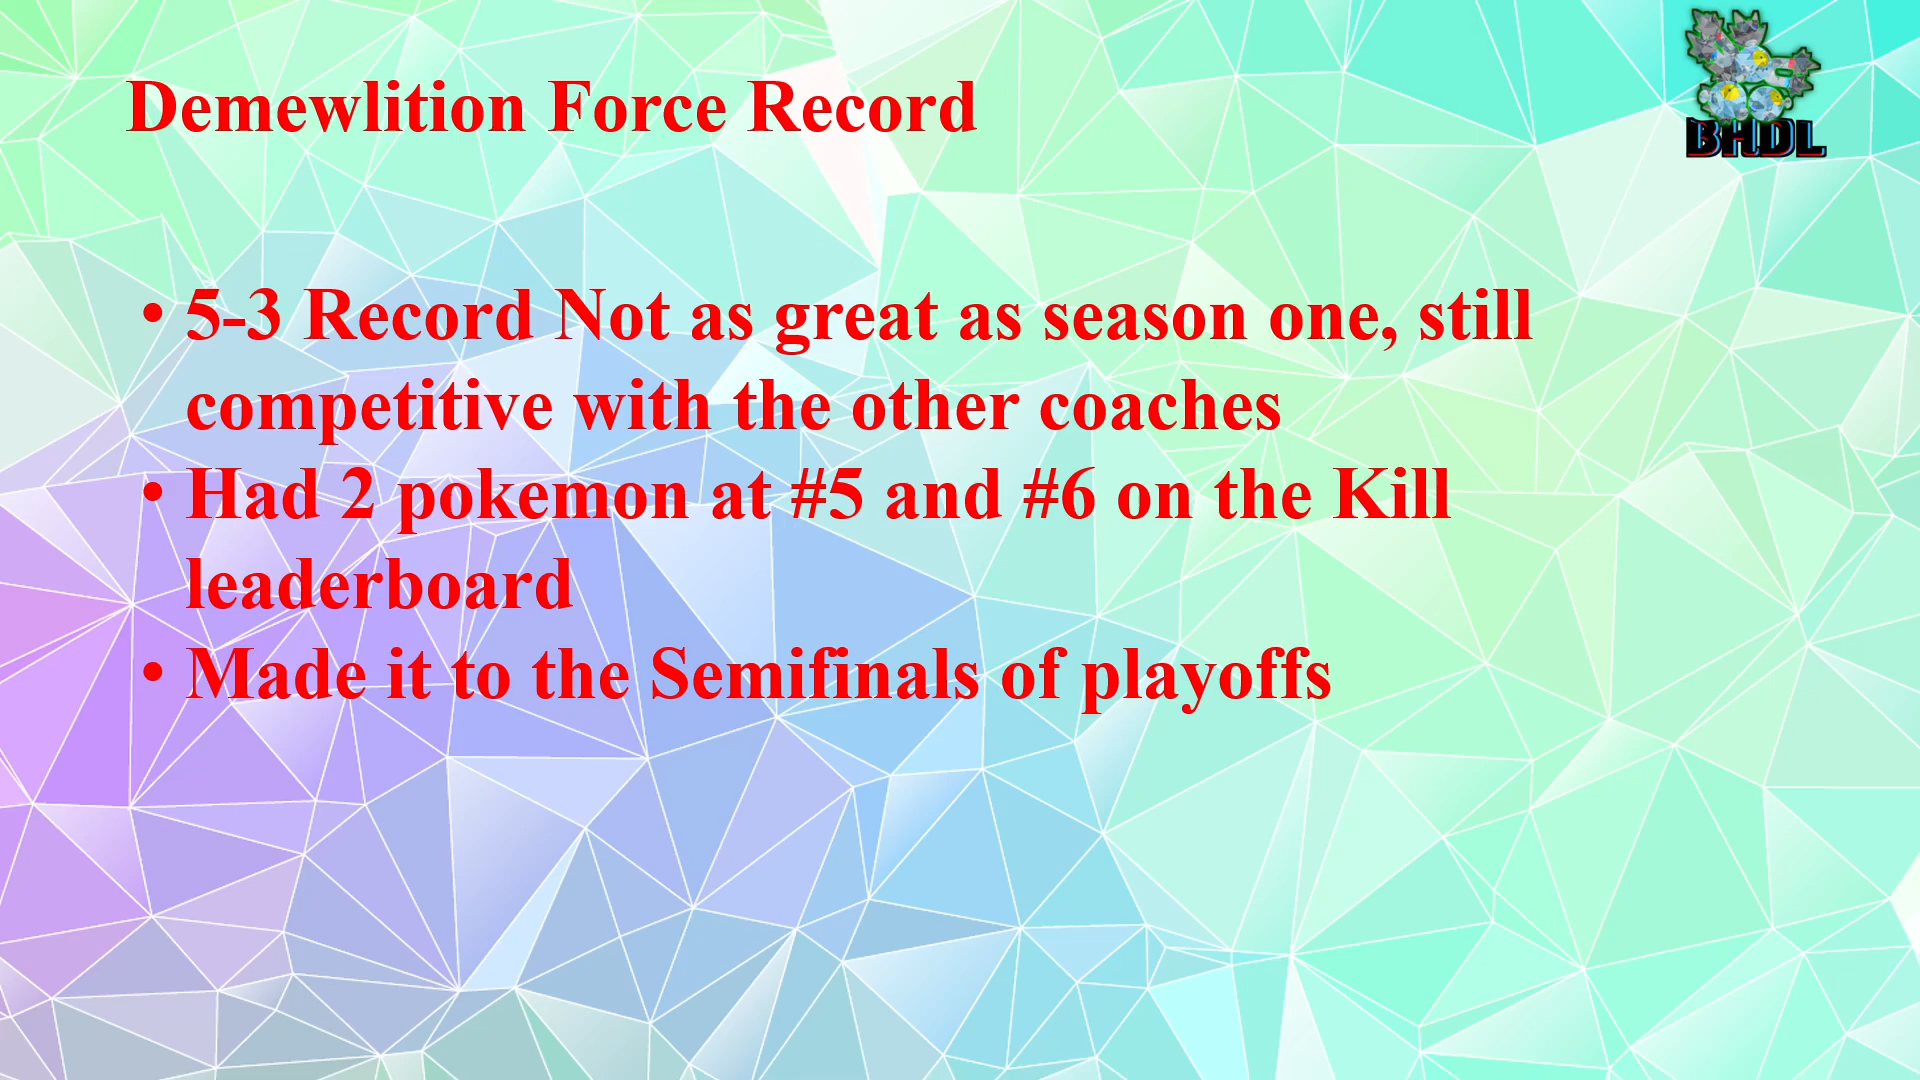 Demewlition Force Record
BHDL
• 5-3 Record Not as great as season one, still
competitive with the other coaches
• Had 2 pokemon at #5 and #6 on the Kill
leaderboard
• Made it to the Semifinals of playoffs